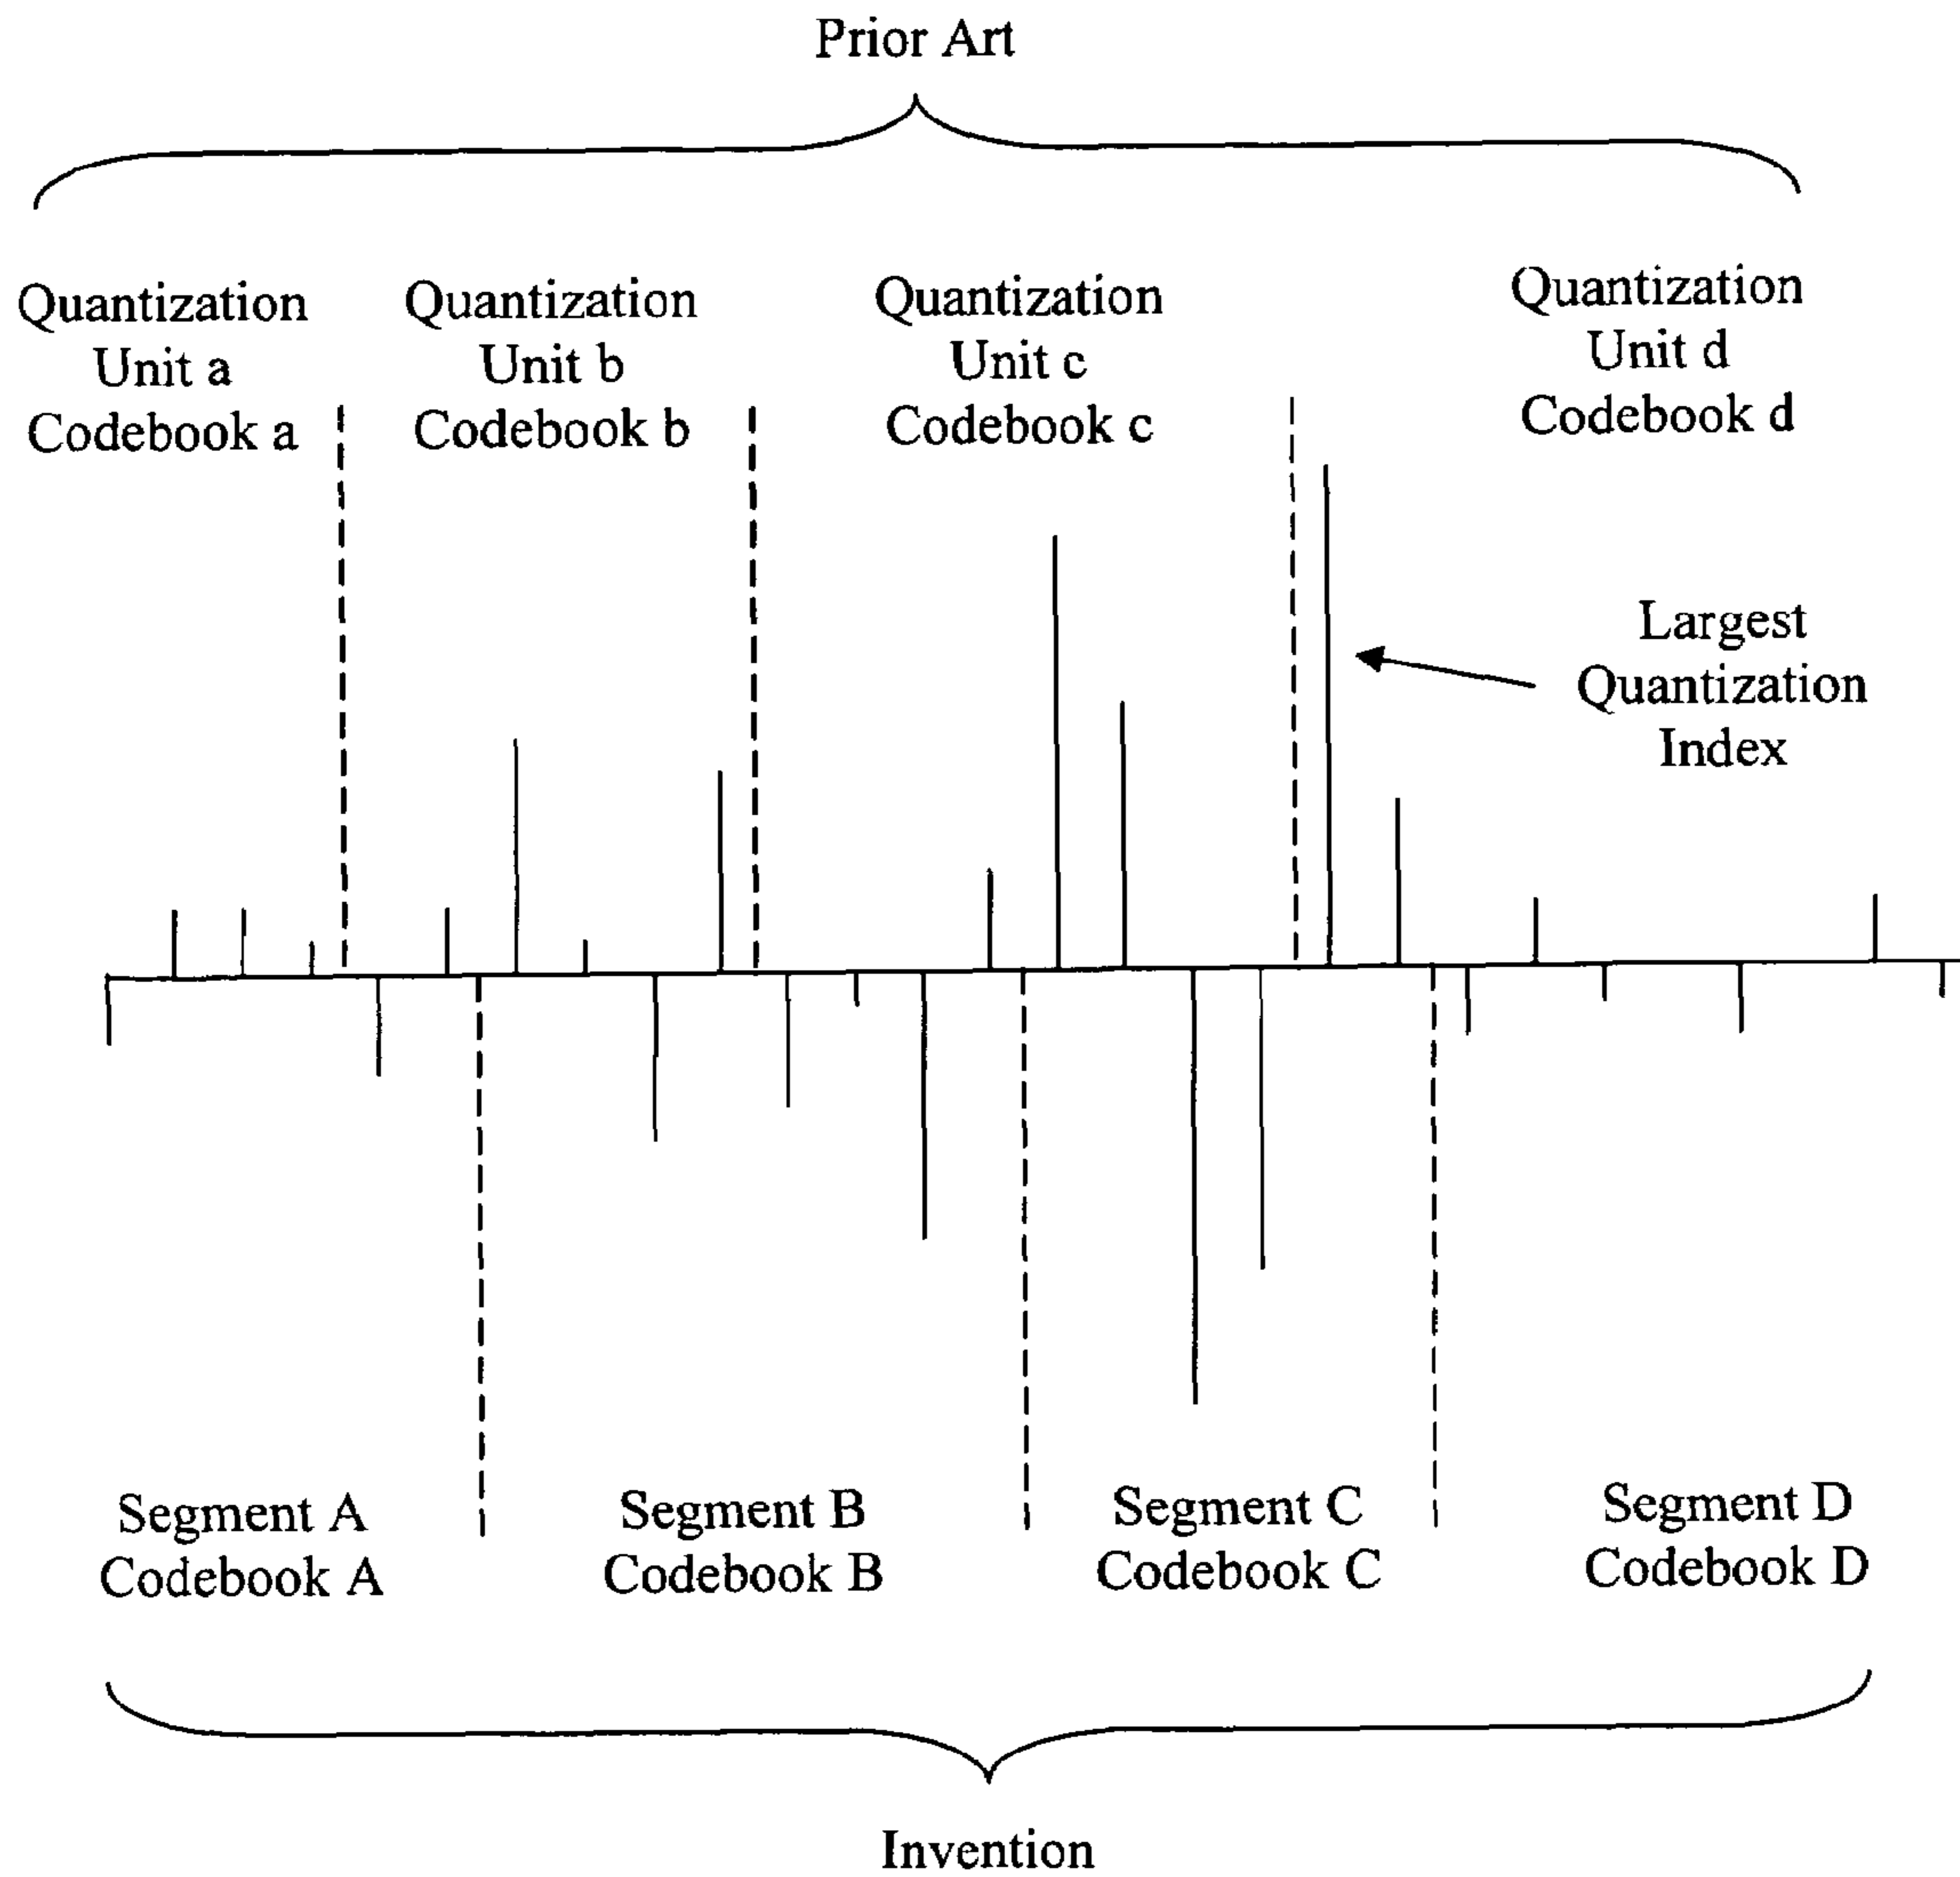 Prior Art
Quantization
Unit a
Codebook a
Quantization
Unit b
Codebook b
Quantization
Unit c
Codebook c
Quantization
Unit d
Codebook d
Largest
Quantization
Index
Segment A
Codebook A
Segment B
Codebook B
Segment C
Codebook C
Segment D
Codebook D
Invention